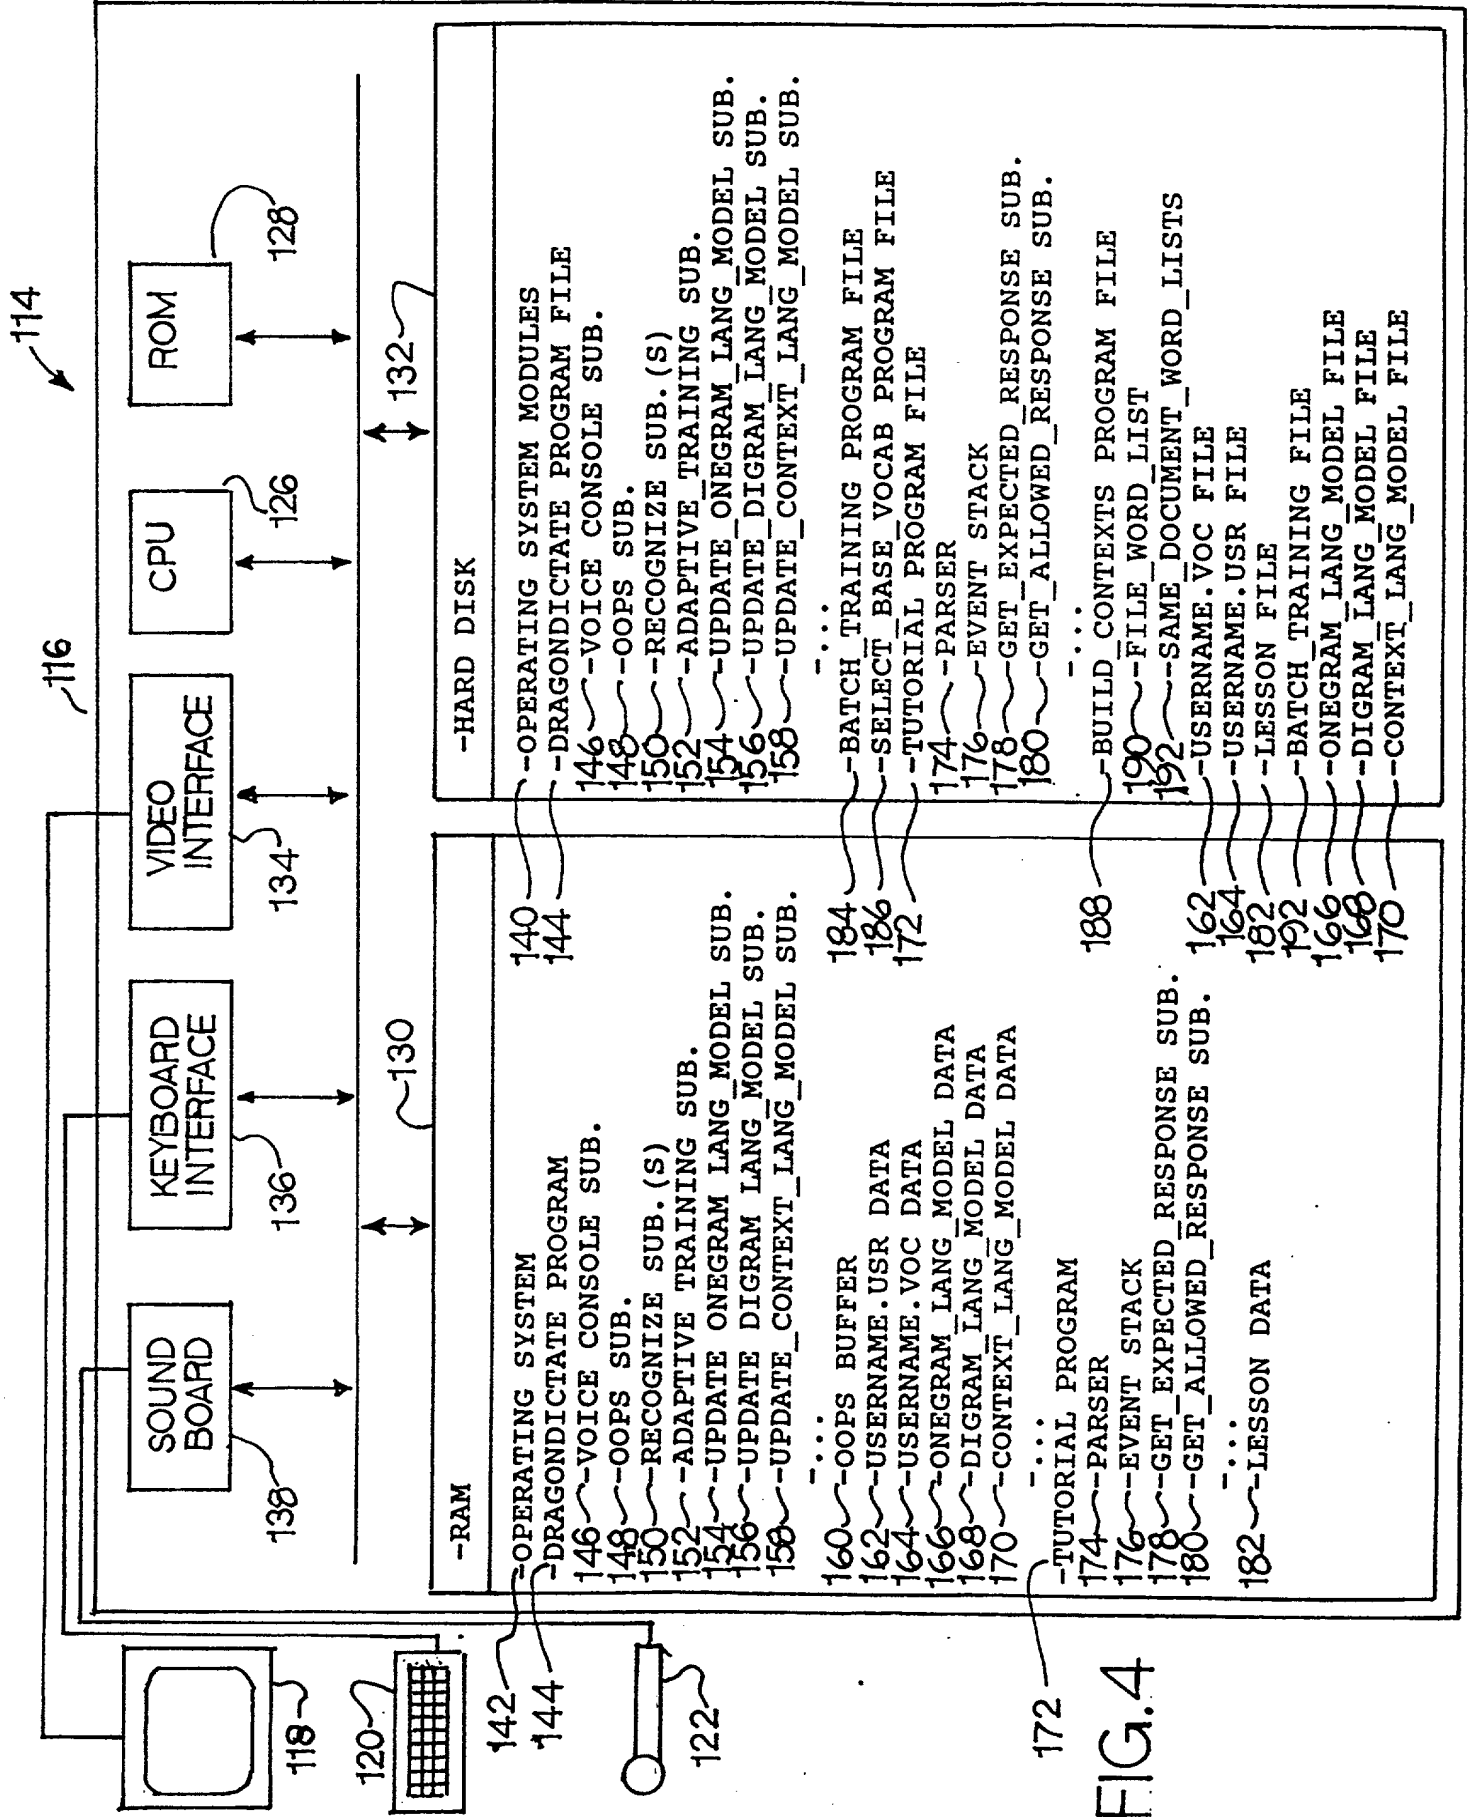 114
116
SOUND
BOARD
138
KEYBOARD
INTERFACE
136
VIDEO
INTERFACE
134
CPU
126
ROM
128
118
120
122
130
-RAM
142 -OPERATING SYSTEM
144 -DRAGONDICTATE PROGRAM
146 -VOICE CONSOLE SUB.
148 -OOPS SUB.
150 -RECOGNIZE SUB.(S)
152 -ADAPTIVE TRAINING SUB.
154 -UPDATE ONEGRAM LANG MODEL SUB.
156 -UPDATE DIGRAM LANG_MODEL SUB.
158 -UPDATE_CONTEXT_LANG_MODEL SUB.
-...
160 -OOPS BUFFER
162 -USERNAME.USR DATA
164 -USERNAME.VOC DATA
166 -ONEGRAM_LANG_MODEL DATA
168 -DIGRAM_LANG_MODEL DATA
170 -CONTEXT_LANG_MODEL DATA
-...
172 -TUTORIAL PROGRAM
174 -PARSER
176 -EVENT STACK
178 -GET_EXPECTED_RESPONSE SUB.
180 -GET_ALLOWED_RESPONSE SUB.
-...
182 -LESSON DATA
132
-HARD DISK
140 -OPERATING SYSTEM MODULES
144 -DRAGONDICTATE PROGRAM FILE
146 -VOICE CONSOLE SUB.
148 -OOPS SUB.
150 -RECOGNIZE SUB.(S)
152 -ADAPTIVE_TRAINING SUB.
154 -UPDATE_ONEGRAM_LANG_MODEL SUB.
156 -UPDATE_DIGRAM_LANG_MODEL SUB.
158 -UPDATE_CONTEXT_LANG_MODEL SUB.
-...
184 -BATCH_TRAINING PROGRAM FILE
186 -SELECT_BASE_VOCAB PROGRAM FILE
172 -TUTORIAL PROGRAM FILE
174 -PARSER
176 -EVENT STACK
178 -GET_EXPECTED_RESPONSE SUB.
180 -GET_ALLOWED_RESPONSE SUB.
-...
188 -BUILD_CONTEXTS PROGRAM FILE
190 -FILE_WORD_LIST
192 -SAME_DOCUMENT_WORD_LISTS
162 -USERNAME.VOC FILE
164 -USERNAME.USR FILE
182 -LESSON FILE
192 -BATCH_TRAINING FILE
166 -ONEGRAM_LANG_MODEL FILE
168 -DIGRAM_LANG_MODEL FILE
170 -CONTEXT_LANG_MODEL FILE
FIG.4